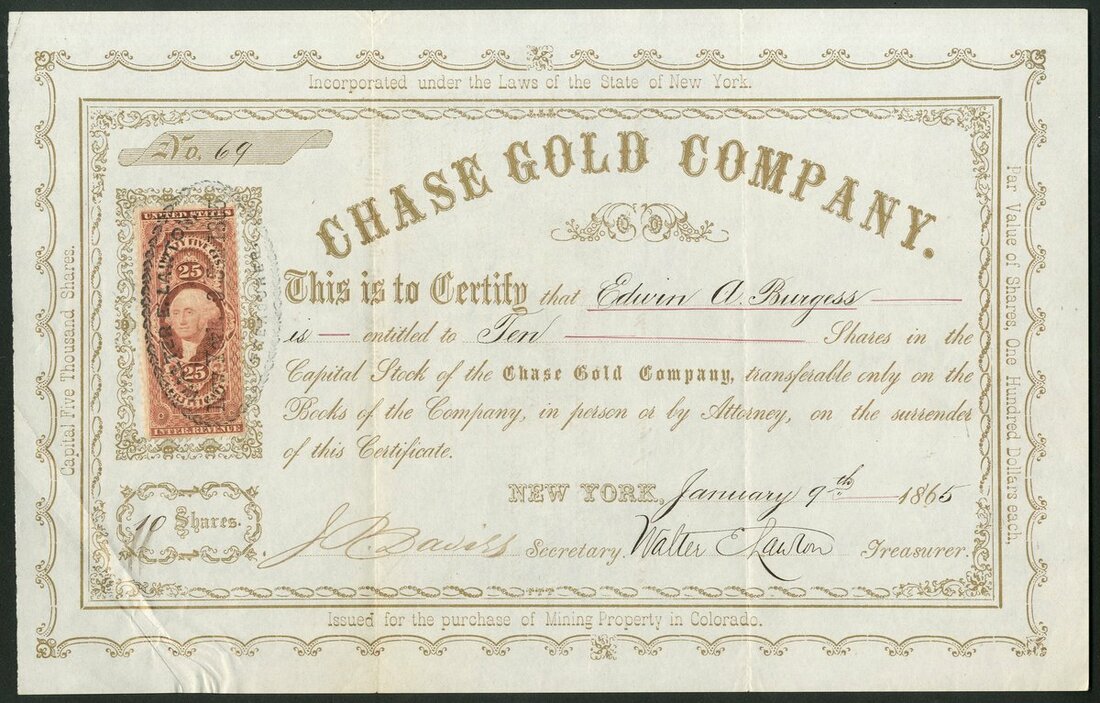 Incorporated under the Laws of the State of New York.
No. 69
CHASE GOLD COMPANY.
This is to Certify that Edwin A. Burgess
is entitled to Ten Shares in the
Capital Stock of the Chase Gold Company, transferable only on the
Books of the Company, in person or by Attorney, on the surrender
of this Certificate.
NEW YORK, January 9th 1865
10 Shares.
J P Davies Secretary. Walter E Lawton Treasurer.
Issued for the purchase of Mining Property in Colorado.
Capital Five Thousand Shares.
Par Value of Shares, One Hundred Dollars each,
UNITED STATES
25
25
INTER. REVENUE